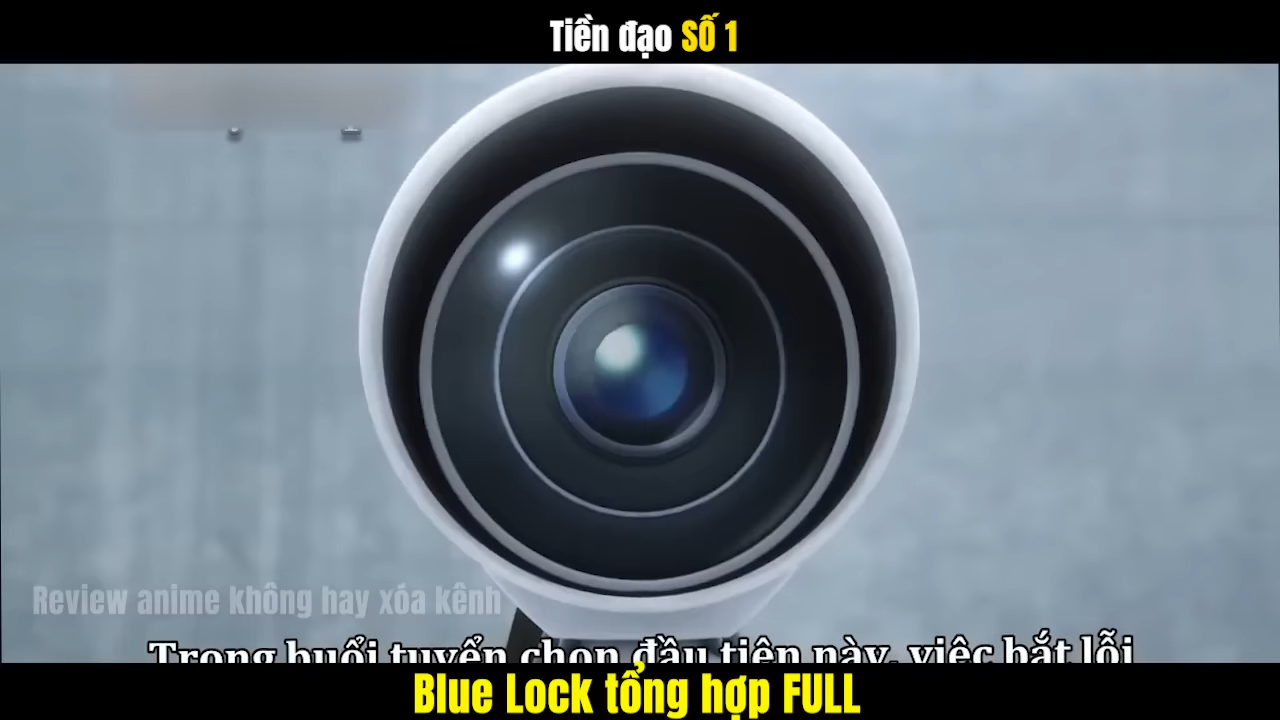 Tiền đạo SỐ 1
Review anime không hay xóa kênh
Trong buổi tuyển chọn đầu tiên này, việc bắt lỗi
Blue Lock tổng hợp FULL